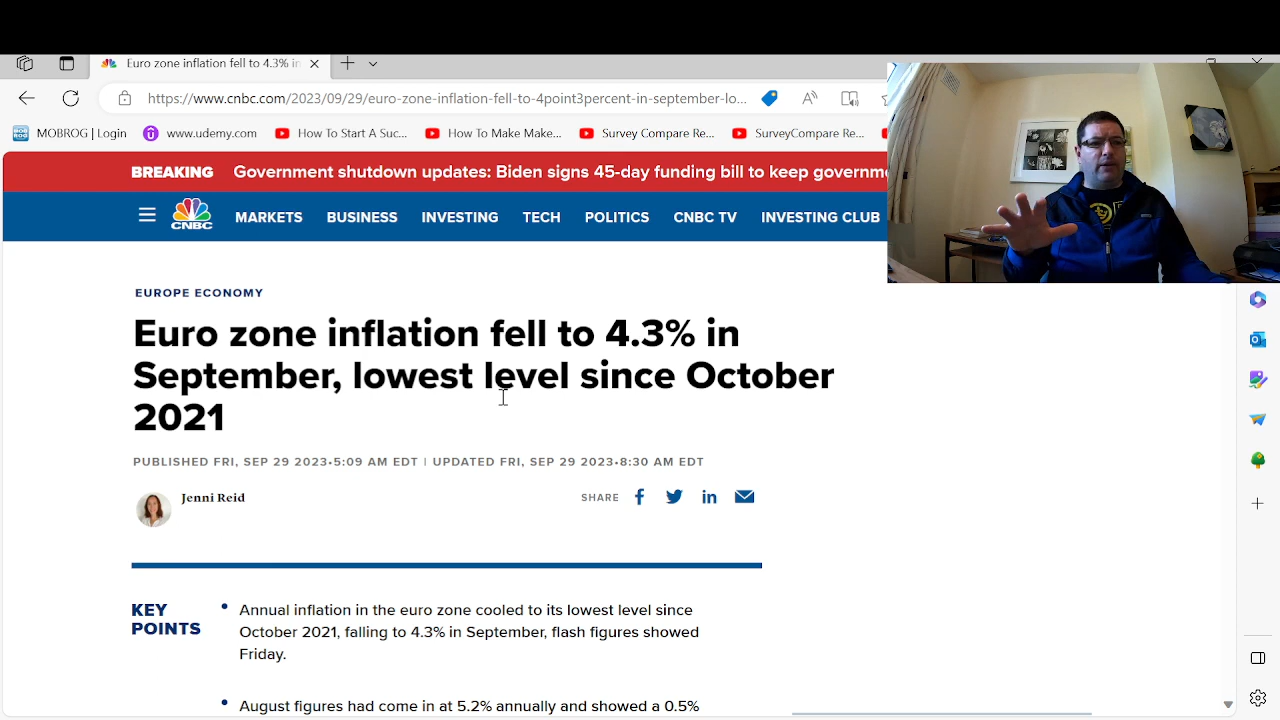 Euro zone inflation fell to 4.3% in
https://www.cnbc.com/2023/09/29/euro-zone-inflation-fell-to-4point3percent-in-september-lo...
MOBROG | Login
www.udemy.com
How To Start A Suc...
How To Make Make...
Survey Compare Re...
SurveyCompare Re...
BREAKING Government shutdown updates: Biden signs 45-day funding bill to keep governme
CNBC MARKETS BUSINESS INVESTING TECH POLITICS CNBC TV INVESTING CLUB
EUROPE ECONOMY
Euro zone inflation fell to 4.3% in
September, lowest level since October
2021
PUBLISHED FRI, SEP 29 2023•5:09 AM EDT | UPDATED FRI, SEP 29 2023•8:30 AM EDT
Jenni Reid
SHARE
KEY
POINTS
• Annual inflation in the euro zone cooled to its lowest level since
October 2021, falling to 4.3% in September, flash figures showed
Friday.
• August figures had come in at 5.2% annually and showed a 0.5%